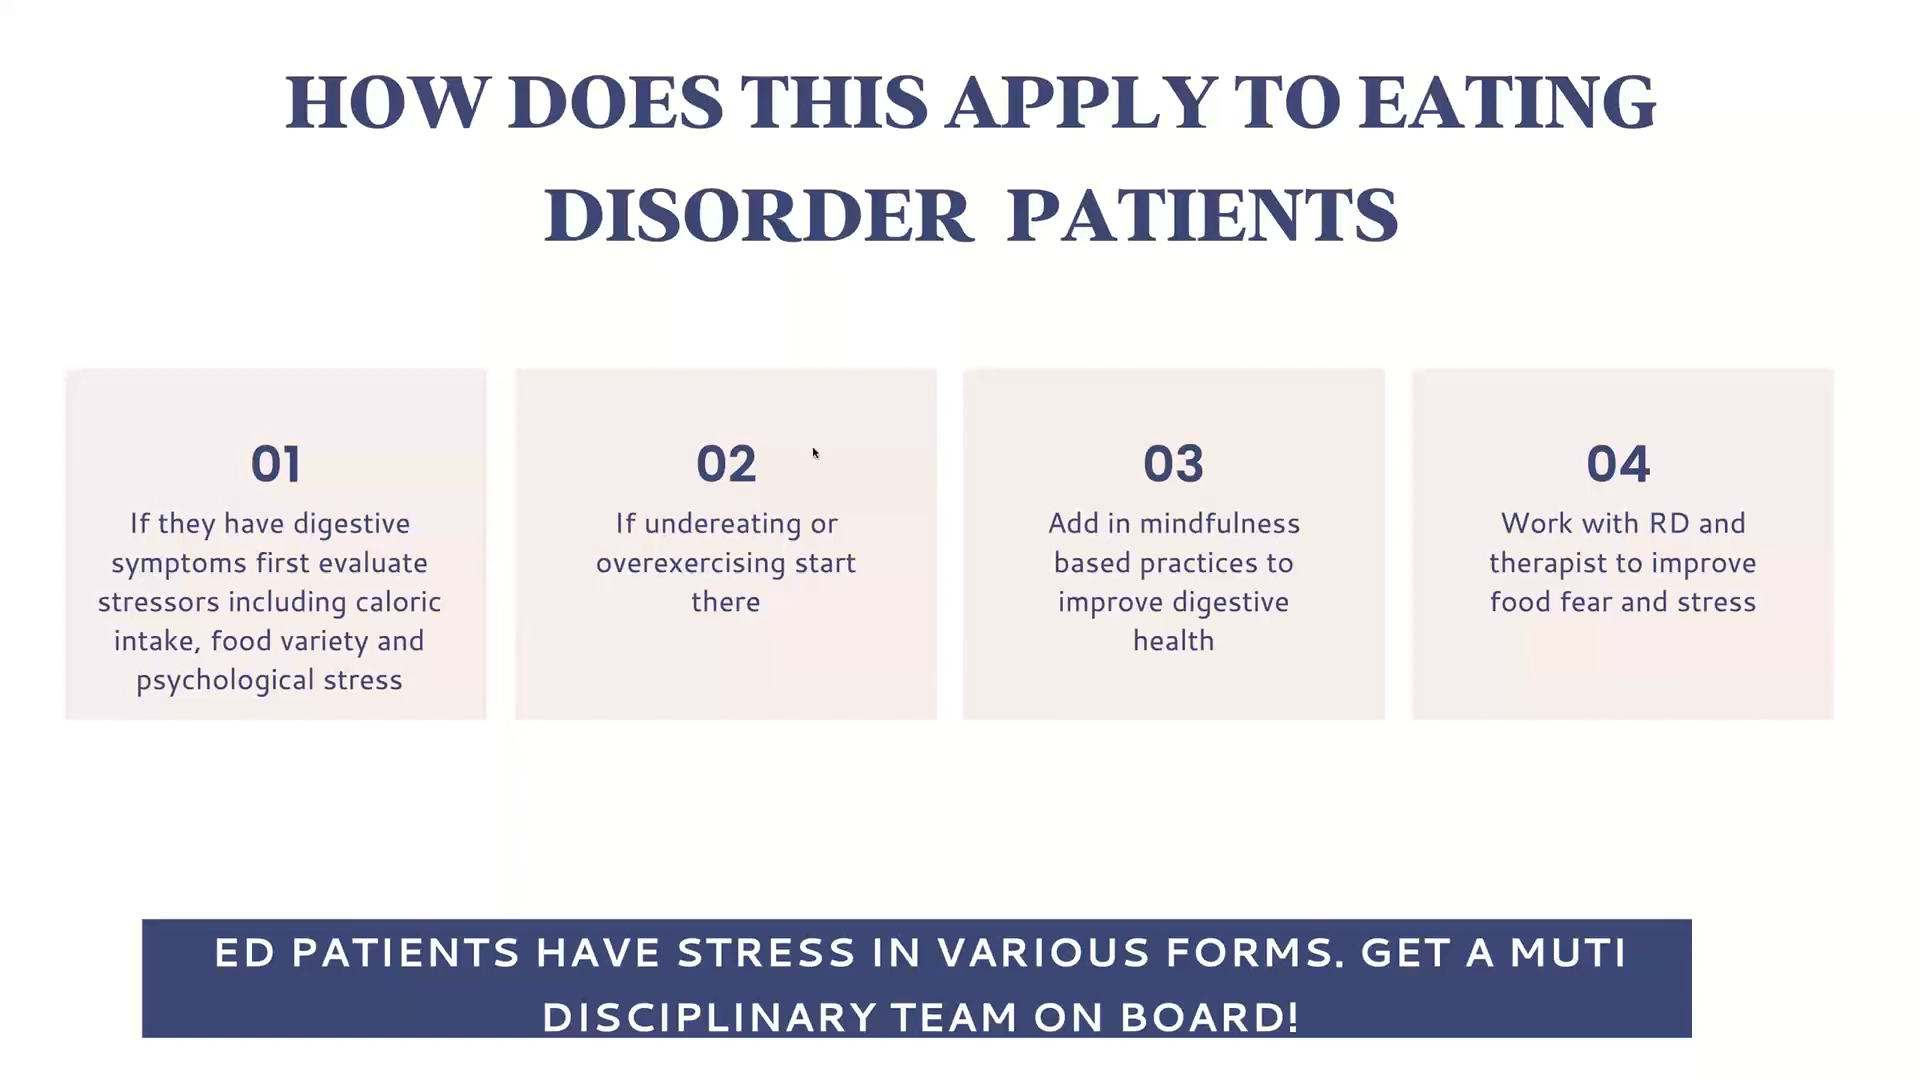 HOW DOES THIS APPLY TO EATING
DISORDER PATIENTS
01
If they have digestive
symptoms first evaluate
stressors including caloric
intake, food variety and
psychological stress
02
If undereating or
overexercising start
there
03
Add in mindfulness
based practices to
improve digestive
health
04
Work with RD and
therapist to improve
food fear and stress
ED PATIENTS HAVE STRESS IN VARIOUS FORMS. GET A MUTI
DISCIPLINARY TEAM ON BOARD!